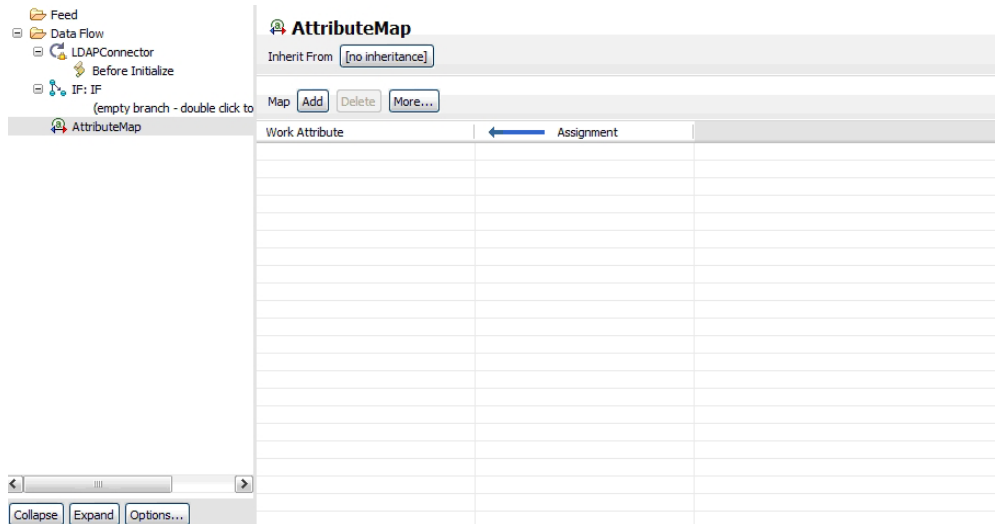 Feed
Data Flow
LDAPConnector
Before Initialize
IF: IF
(empty branch - double click to
AttributeMap
Collapse Expand Options...
AttributeMap
Inherit From [no inheritance]
Map Add Delete More...
Work Attribute Assignment